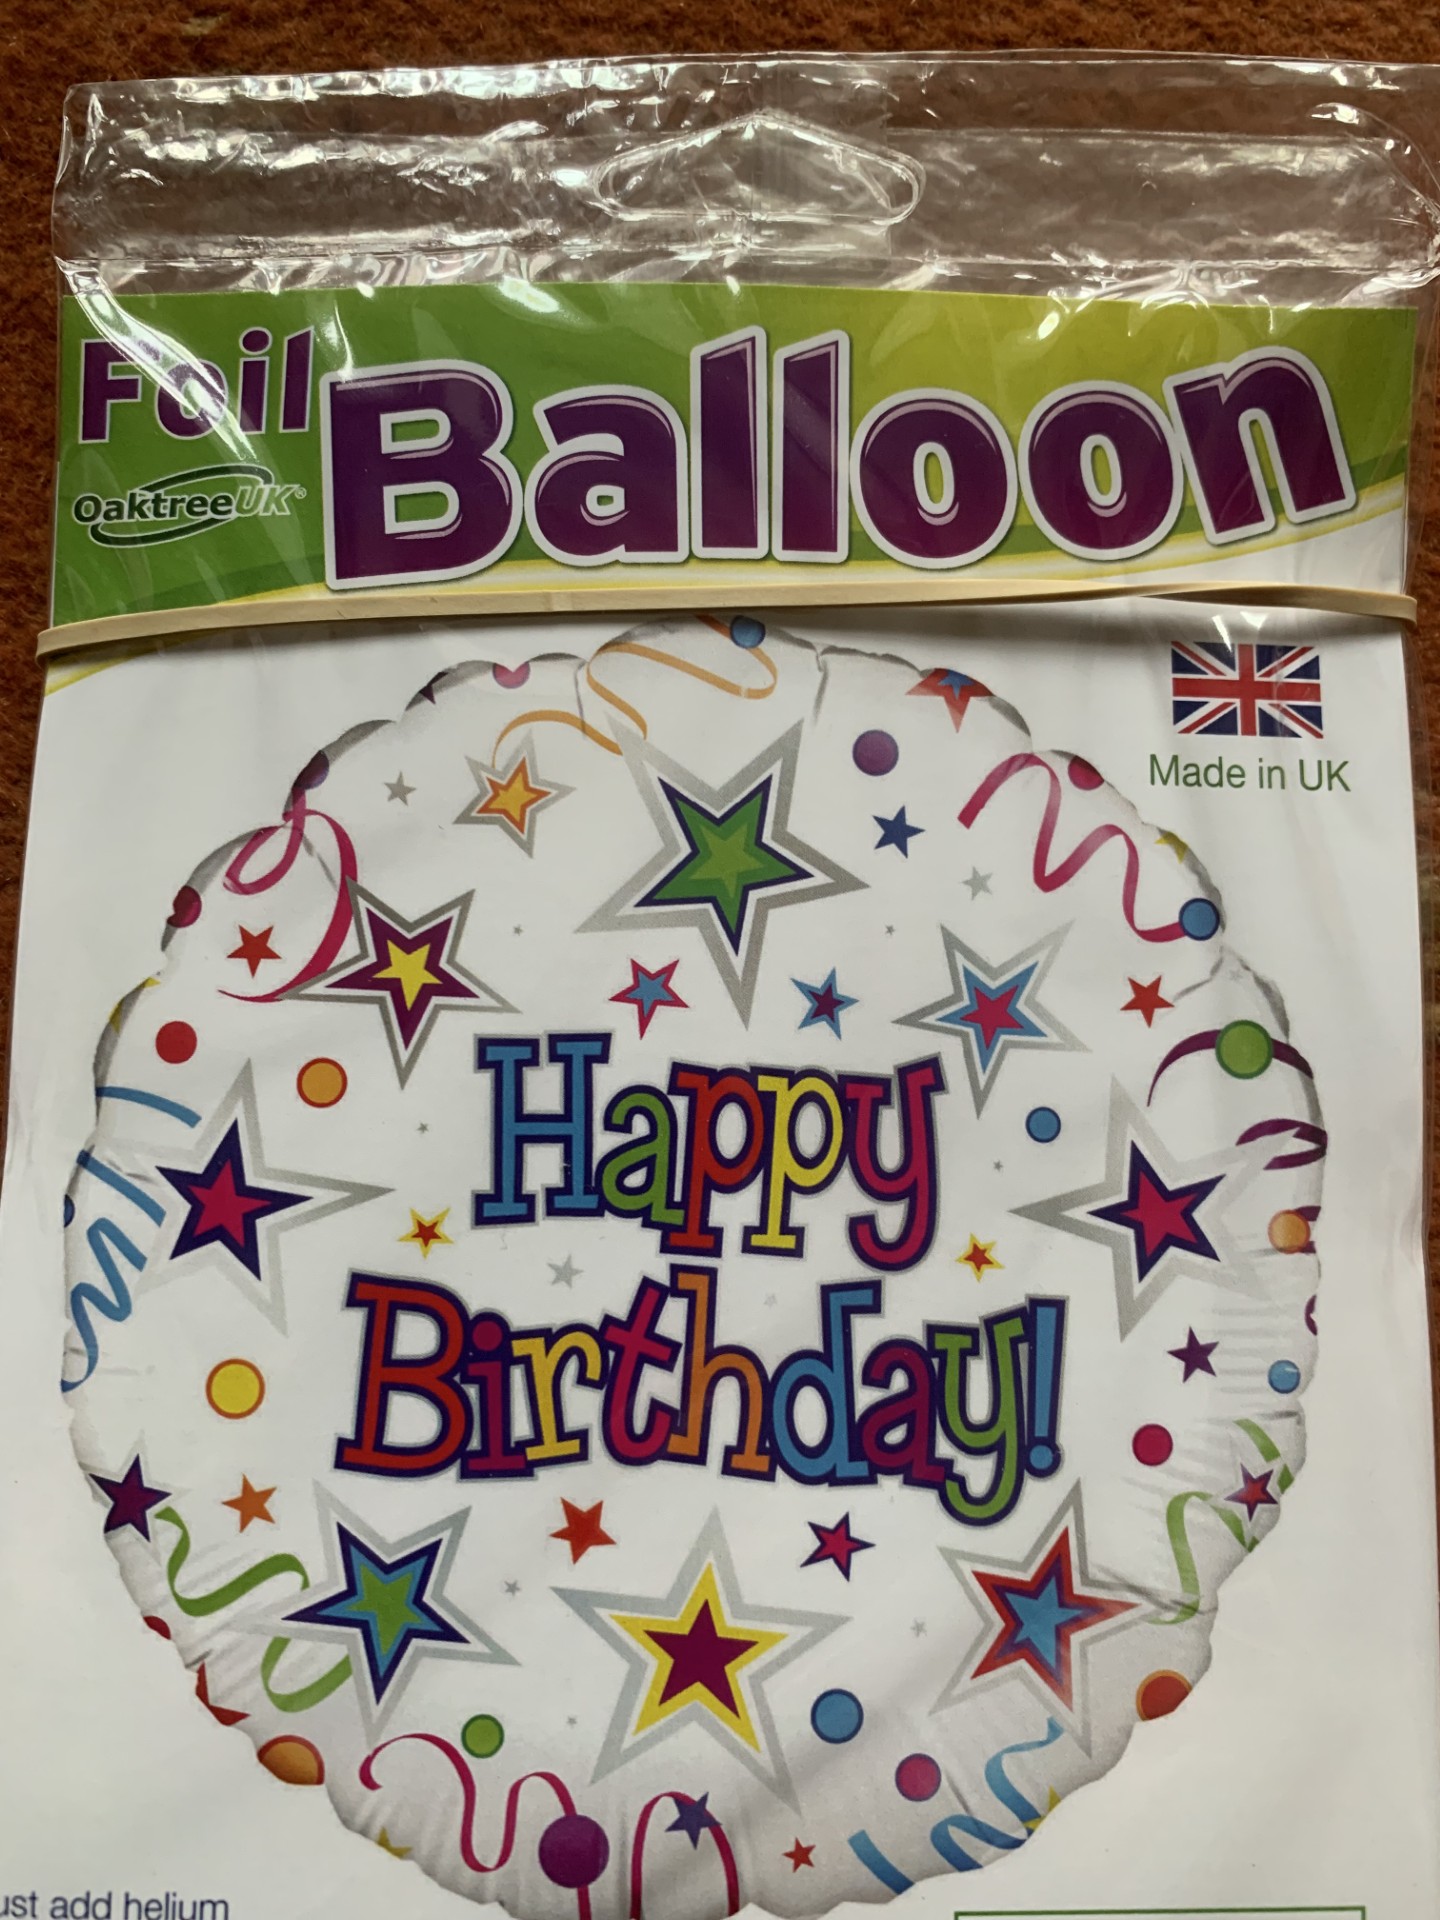 Foil Balloon
OaktreeUK®
Made in UK
Happy
Birthday!
ust add helium